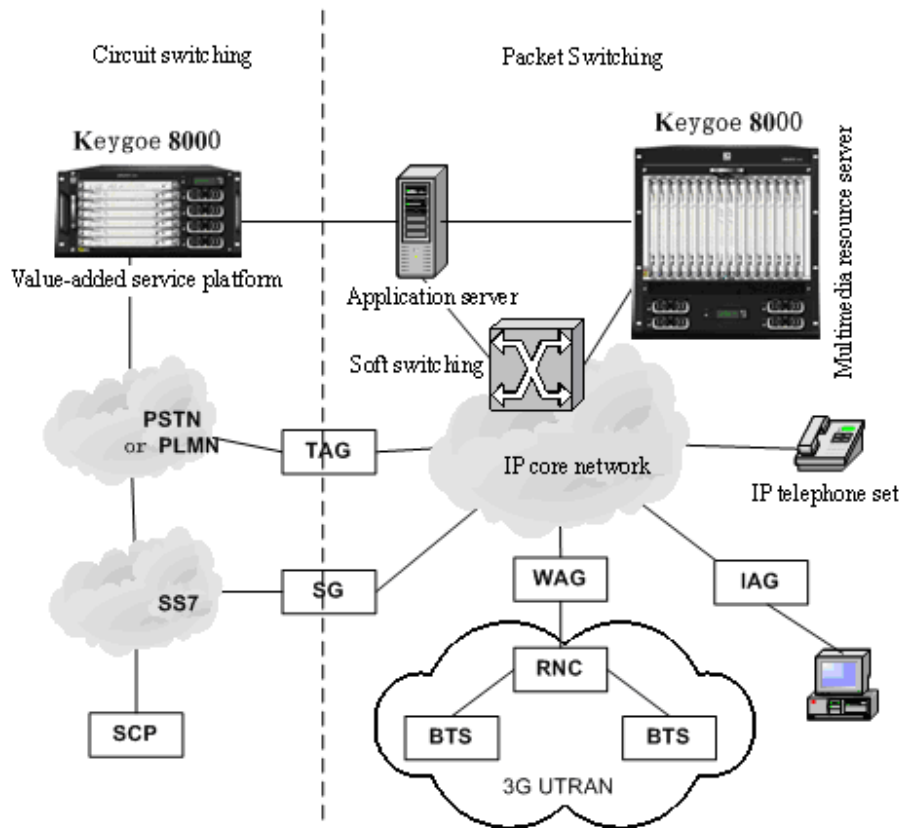 Circuit switching
Packet Switching
Keygoe 8000
Keygoe 8000
Multimedia resource server
Value-added service platform
Application server
Soft switching
PSTN
or PLMN
TAG
IP core network
IP telephone set
SS7
SG
WAG
IAG
RNC
SCP
BTS
BTS
3G UTRAN